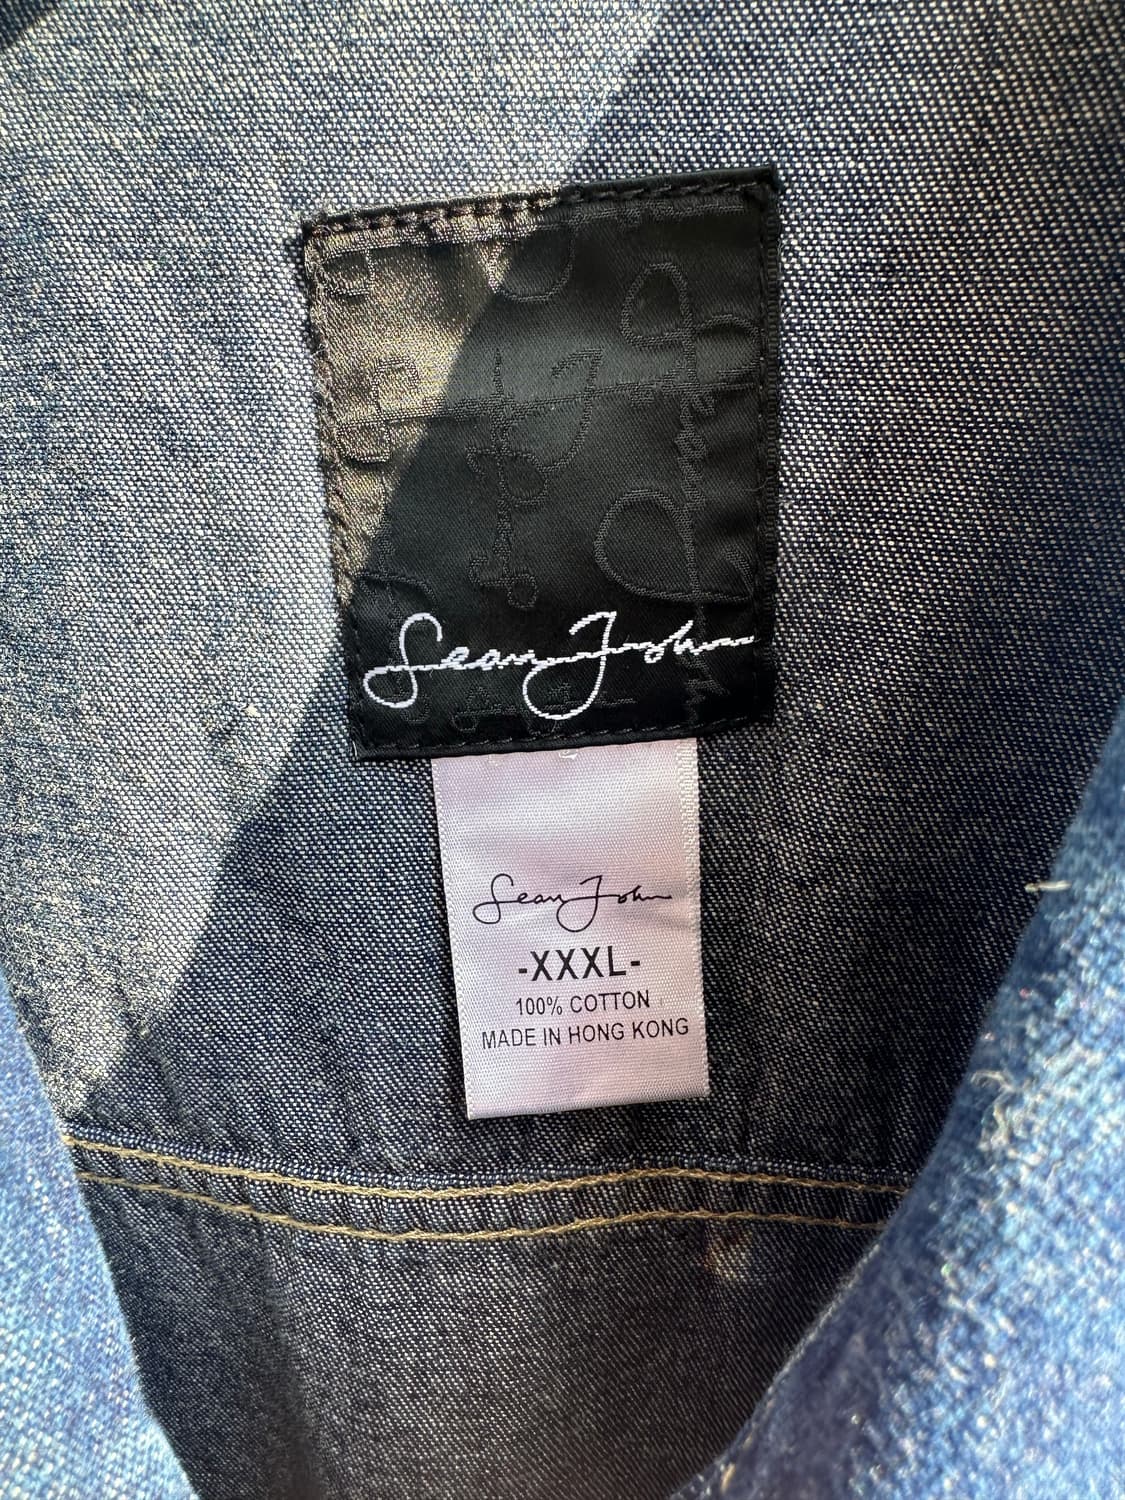 Sean John
Sean John
-XXXL-
100% COTTON
MADE IN HONG KONG